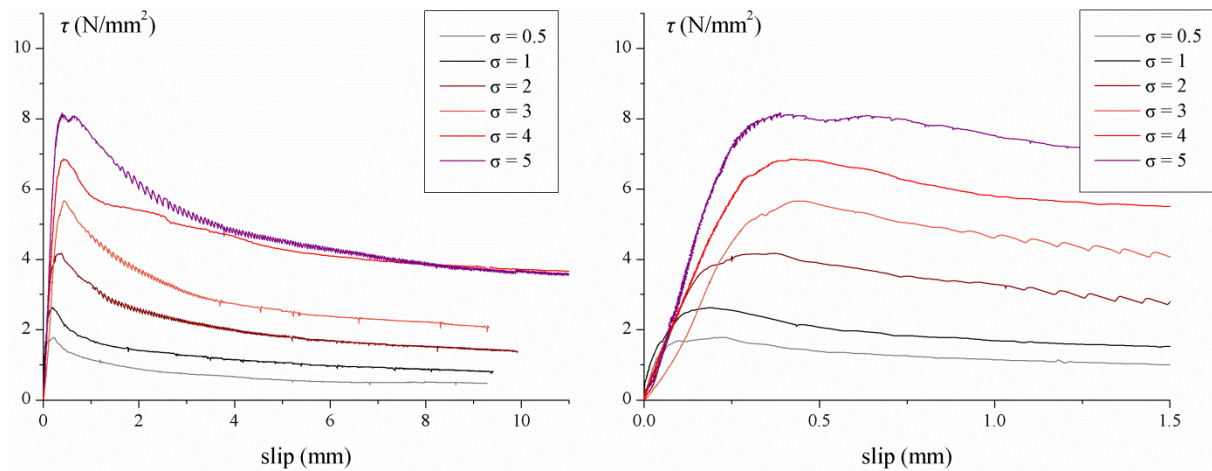 τ (N/mm²)
10
8
6
4
2
0
0
2
4
6
8
10
slip (mm)
σ = 0.5
σ = 1
σ = 2
σ = 3
σ = 4
σ = 5
τ (N/mm²)
10
8
6
4
2
0
0.0
0.5
1.0
1.5
slip (mm)
σ = 0.5
σ = 1
σ = 2
σ = 3
σ = 4
σ = 5